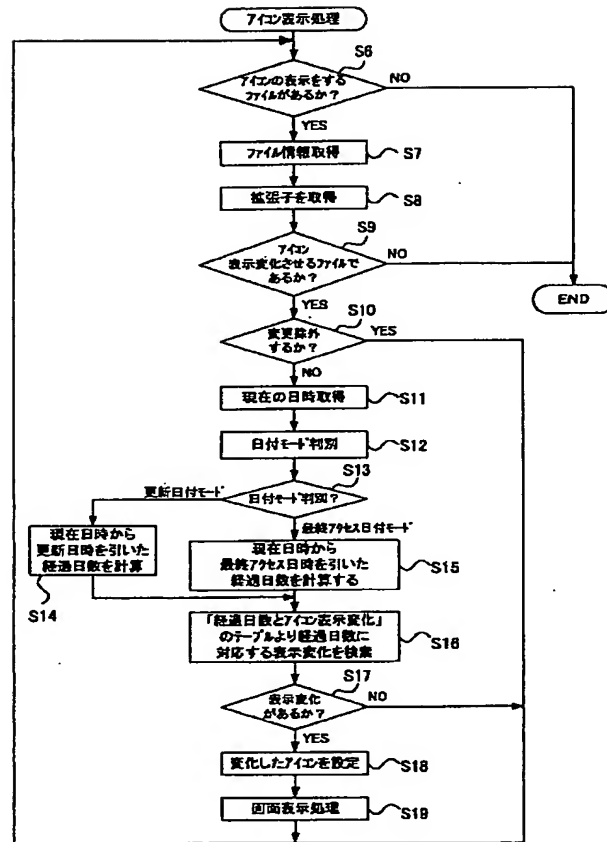 アイコン表示処理
S6
アイコンの表示をする
ファイルがあるか?
NO
YES
ファイル情報取得
S7
拡張子を取得
S8
S9
アイコン
表示変化させるファイルで
あるか?
NO
END
YES
S10
変更除外
するか?
YES
NO
現在の日時取得
S11
日付モード判別
S12
S13
更新日付モード
日付モード判別?
最終アクセス日付モード
現在日時から
更新日時を引いた
経過日数を計算
S14
現在日時から
最終アクセス日時を引いた
経過日数を計算する
S15
「経過日数とアイコン表示変化」
のテーブルより経過日数に
対応する表示変化を検索
S16
S17
表示変化
があるか?
NO
YES
変化したアイコンを設定
S18
画面表示処理
S19